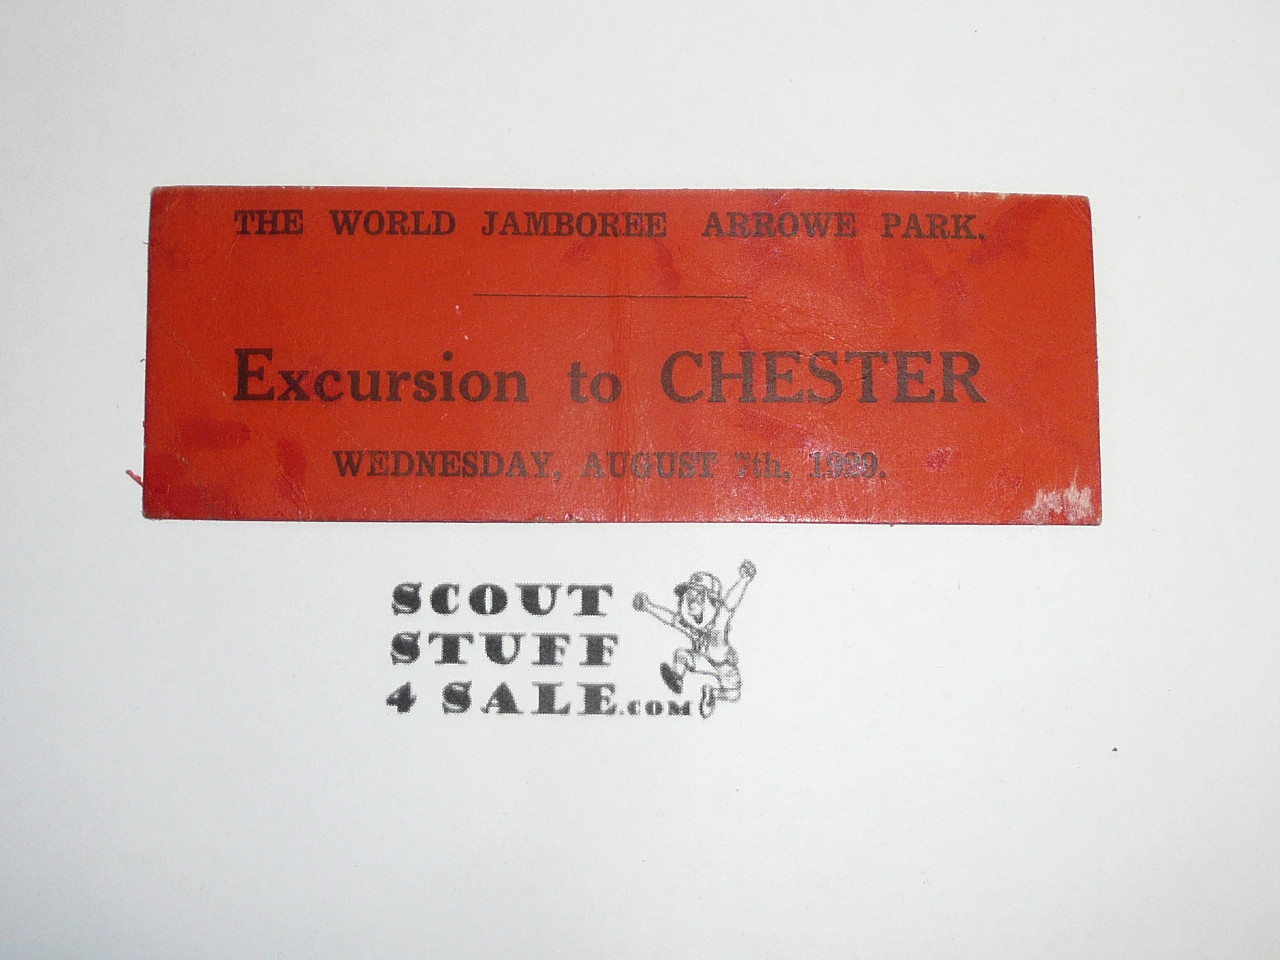 THE WORLD JAMBOREE ARROWE PARK.
Excursion to CHESTER
WEDNESDAY, AUGUST 7th, 1929.
SCOUT
STUFF
4 SALE.COM